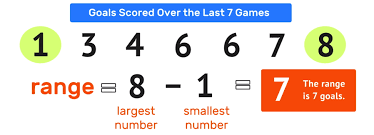 Goals Scored Over the Last 7 Games
1 3 4 6 6 7 8
range = 8 - 1 = 7 The range is 7 goals.
largest number smallest number